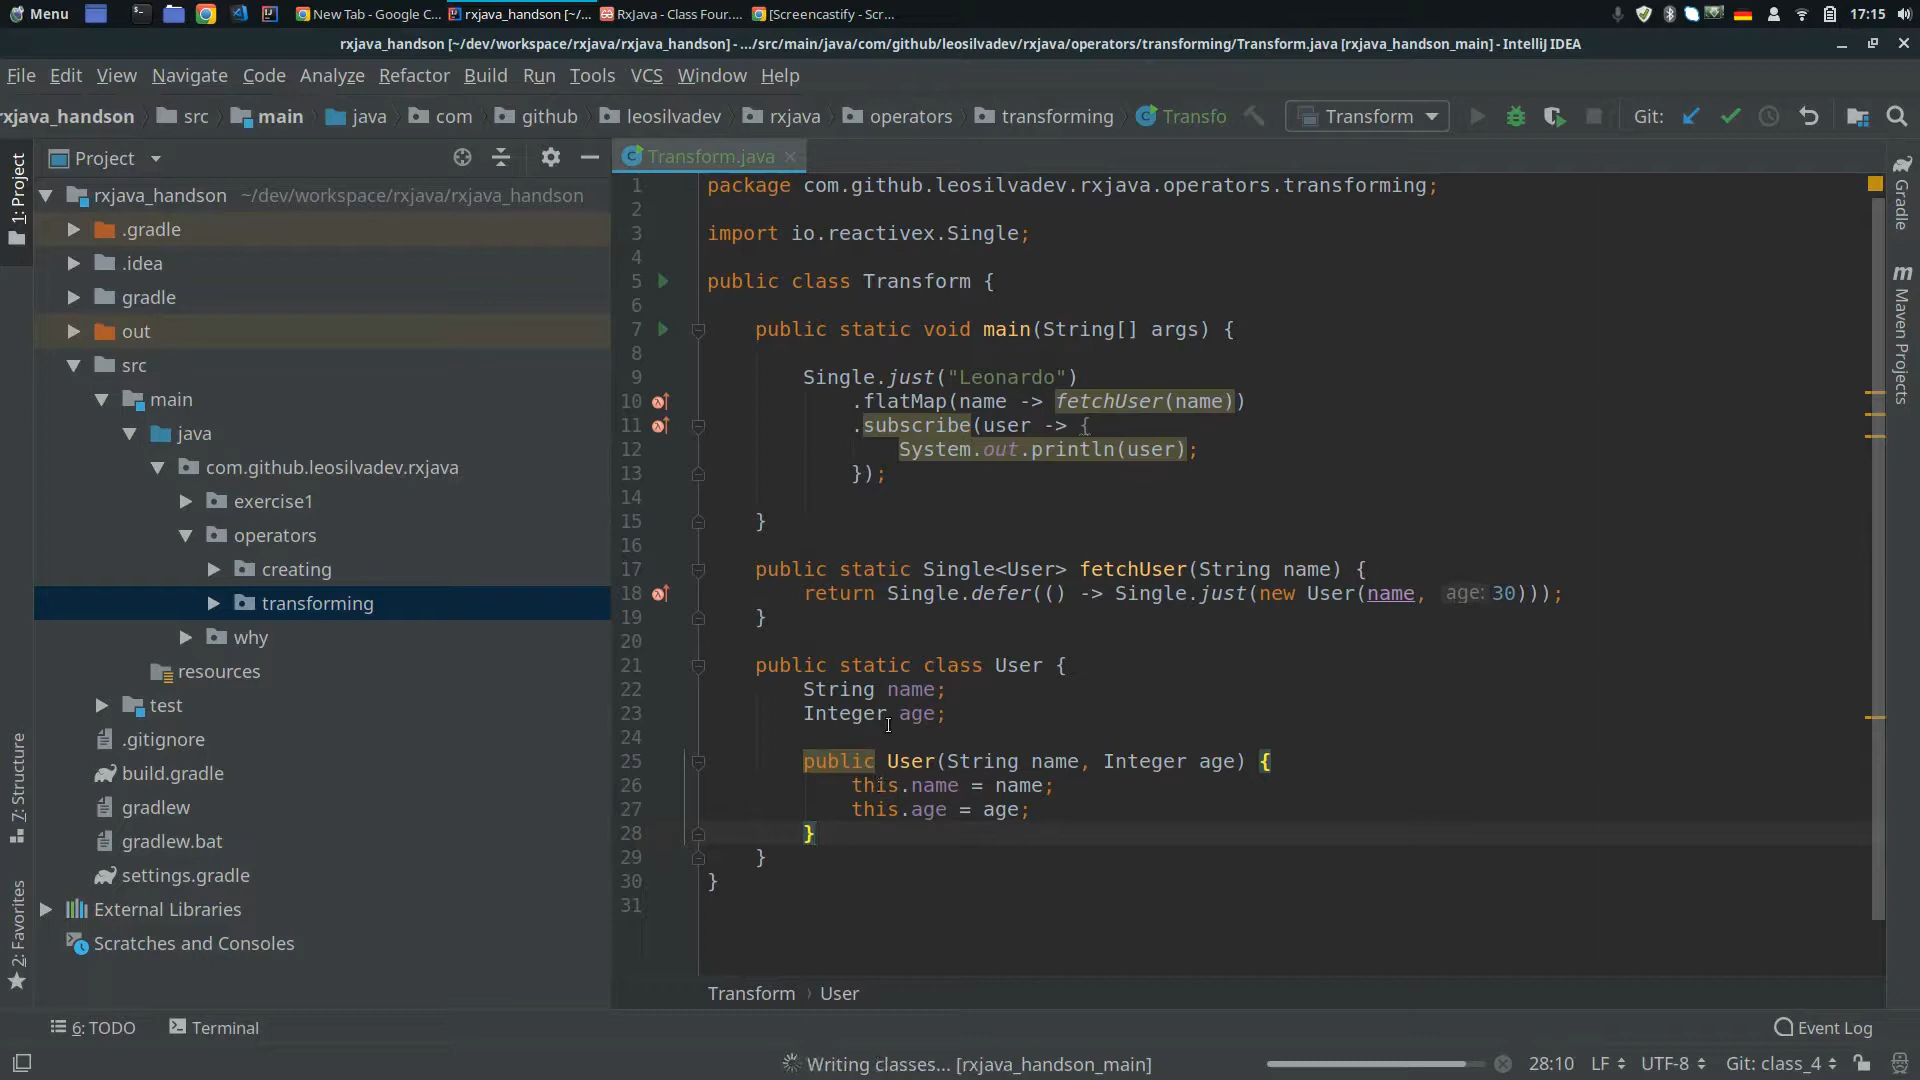 Menu
New Tab - Google C...
rxjava_handson [~/...
RxJava - Class Four....
[Screencastify - Scr...
17:15
rxjava_handson [~/dev/workspace/rxjava/rxjava_handson] - .../src/main/java/com/github/leosilvadev/rxjava/operators/transforming/Transform.java [rxjava_handson_main] - IntelliJ IDEA
File Edit View Navigate Code Analyze Refactor Build Run Tools VCS Window Help
rxjava_handson src main java com github leosilvadev rxjava operators transforming Transfo
Transform
Git:
1: Project
7: Structure
2: Favorites
Project
rxjava_handson ~/dev/workspace/rxjava/rxjava_handson
.gradle
.idea
gradle
out
src
main
java
com.github.leosilvadev.rxjava
exercise1
operators
creating
transforming
why
resources
test
.gitignore
build.gradle
gradlew
gradlew.bat
settings.gradle
External Libraries
Scratches and Consoles
Transform.java
1 package com.github.leosilvadev.rxjava.operators.transforming;
2
3 import io.reactivex.Single;
4
5 public class Transform {
6
7 public static void main(String[] args) {
8
9 Single.just("Leonardo")
10 .flatMap(name -> fetchUser(name))
11 .subscribe(user -> {
12 System.out.println(user);
13 });
14
15 }
16
17 public static Single<User> fetchUser(String name) {
18 return Single.defer(() -> Single.just(new User(name, age: 30)));
19 }
20
21 public static class User {
22 String name;
23 Integer age;
24
25 public User(String name, Integer age) {
26 this.name = name;
27 this.age = age;
28 }
29 }
30 }
31
Transform › User
Gradle
m Maven Projects
6: TODO
Terminal
Event Log
Writing classes... [rxjava_handson_main]
28:10 LF UTF-8 Git: class_4